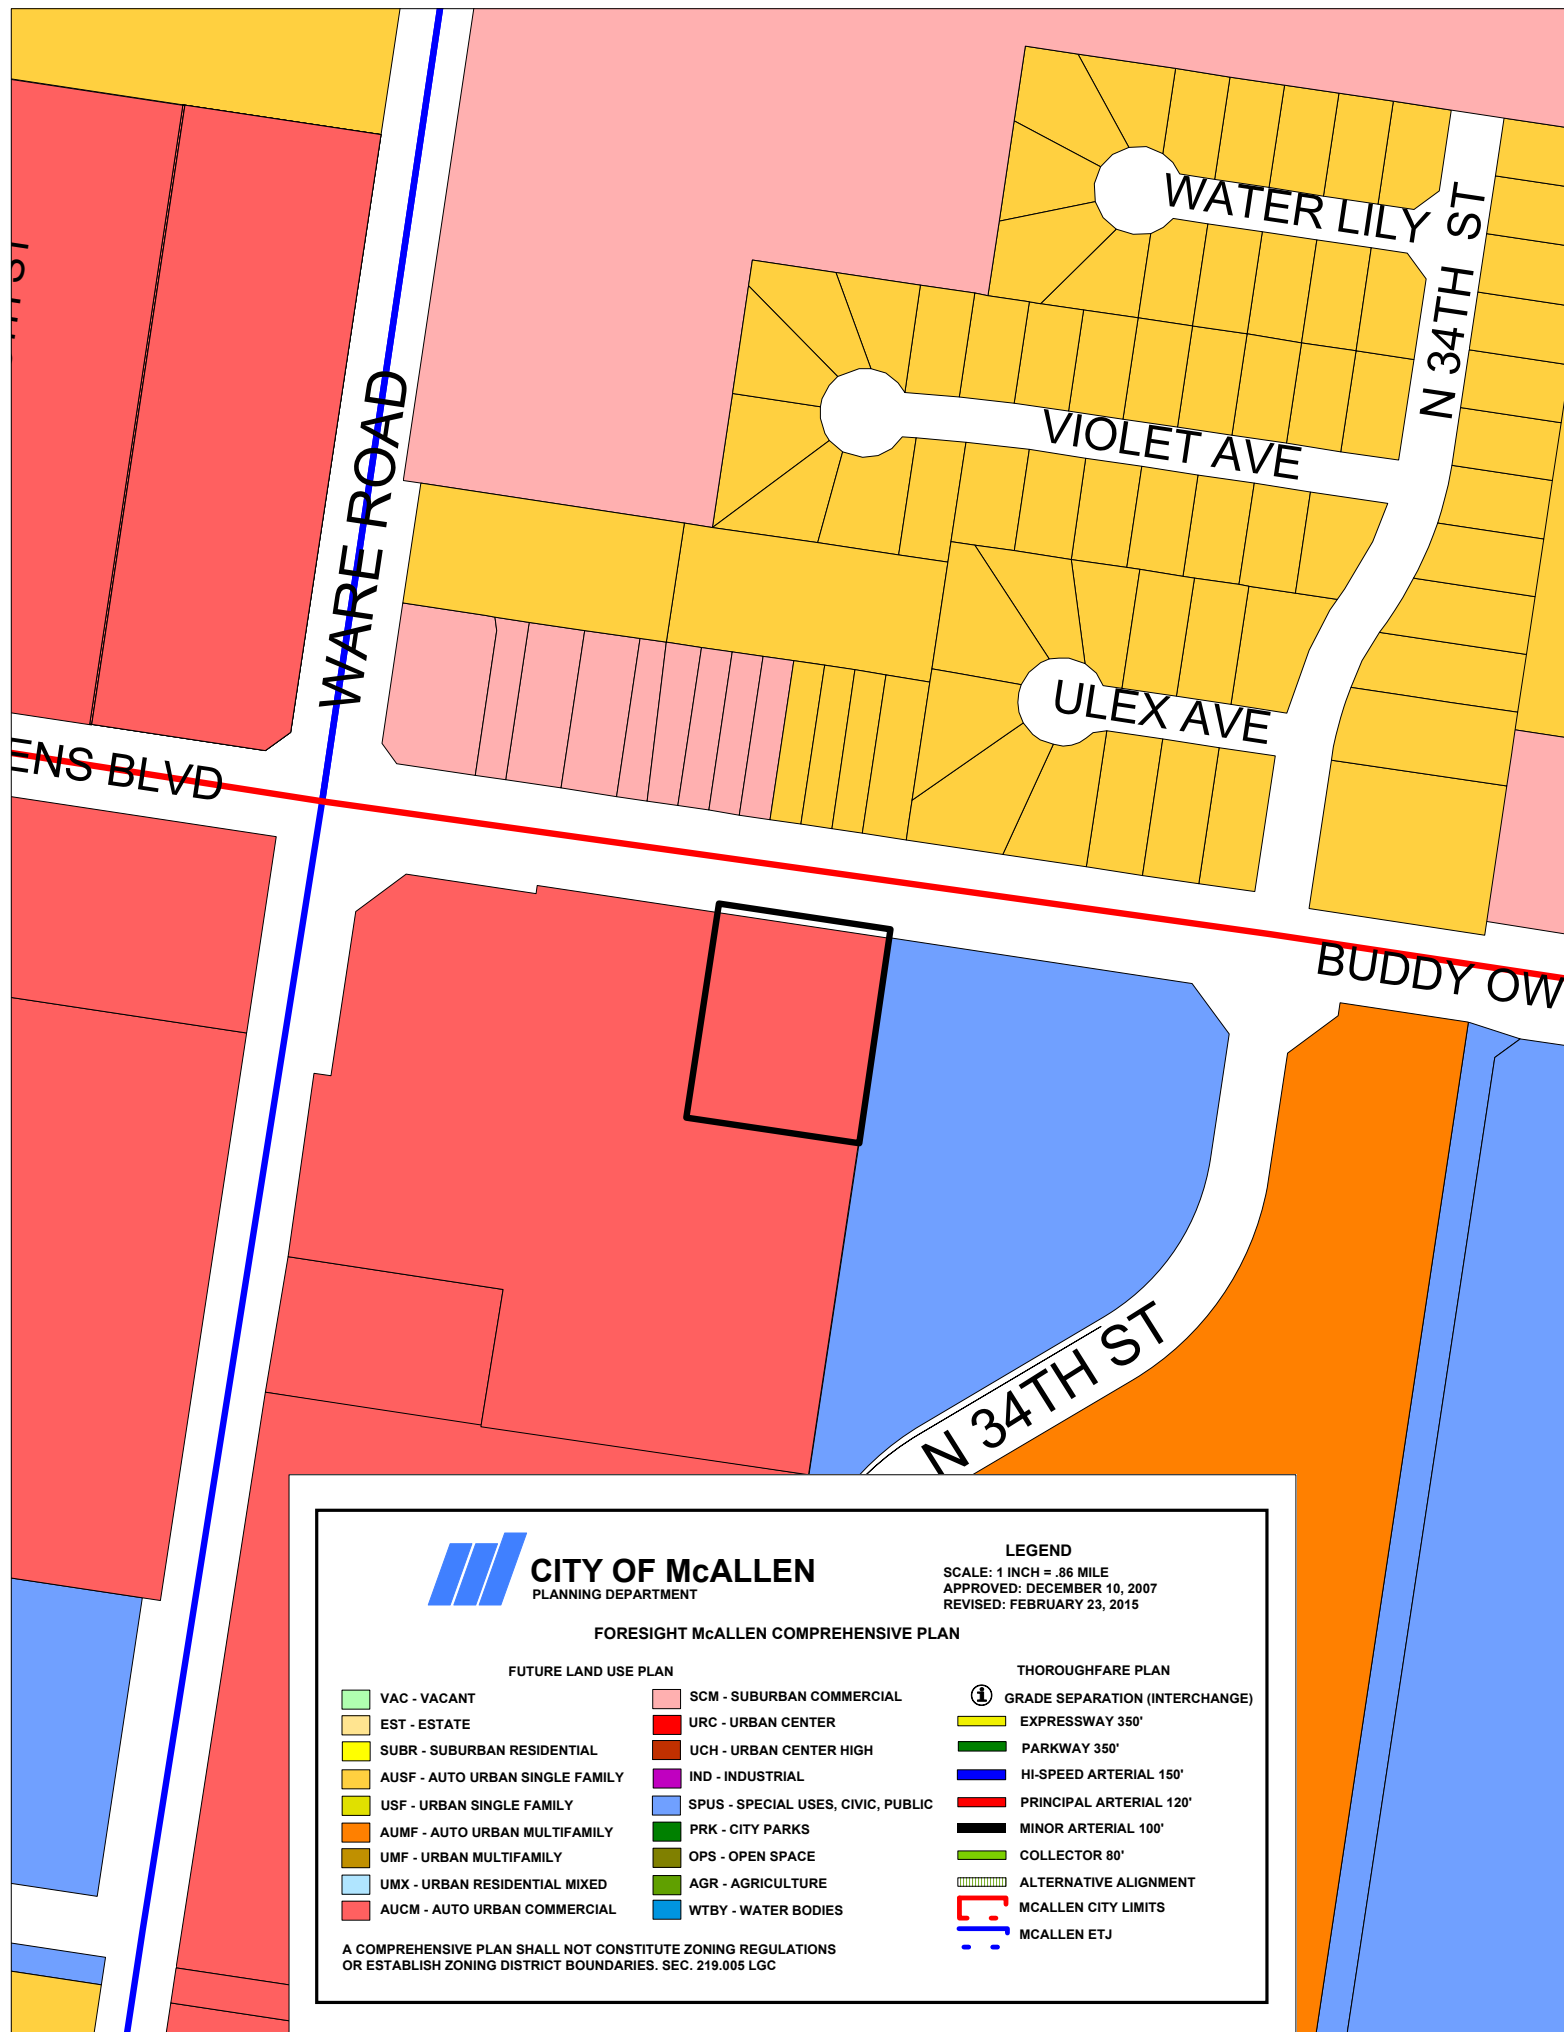 WATER LILY
N 34TH ST
WARE ROAD
VIOLET AVE
ULEX AVE
ENS BLVD
BUDDY OW
N 34TH ST
CITY OF McALLEN
PLANNING DEPARTMENT
LEGEND
SCALE: 1 INCH = .86 MILE
APPROVED: DECEMBER 10, 2007
REVISED: FEBRUARY 23, 2015
FORESIGHT McALLEN COMPREHENSIVE PLAN
FUTURE LAND USE PLAN
VAC - VACANT
EST - ESTATE
SUBR - SUBURBAN RESIDENTIAL
AUSF - AUTO URBAN SINGLE FAMILY
USF - URBAN SINGLE FAMILY
AUMF - AUTO URBAN MULTIFAMILY
UMF - URBAN MULTIFAMILY
UMX - URBAN RESIDENTIAL MIXED
AUCM - AUTO URBAN COMMERCIAL
SCM - SUBURBAN COMMERCIAL
URC - URBAN CENTER
UCH - URBAN CENTER HIGH
IND - INDUSTRIAL
SPUS - SPECIAL USES, CIVIC, PUBLIC
PRK - CITY PARKS
OPS - OPEN SPACE
AGR - AGRICULTURE
WTBY - WATER BODIES
THOROUGHFARE PLAN
GRADE SEPARATION (INTERCHANGE)
EXPRESSWAY 350'
PARKWAY 350'
HI-SPEED ARTERIAL 150'
PRINCIPAL ARTERIAL 120'
MINOR ARTERIAL 100'
COLLECTOR 80'
ALTERNATIVE ALIGNMENT
MCALLEN CITY LIMITS
MCALLEN ETJ
A COMPREHENSIVE PLAN SHALL NOT CONSTITUTE ZONING REGULATIONS
OR ESTABLISH ZONING DISTRICT BOUNDARIES. SEC. 219.005 LGC